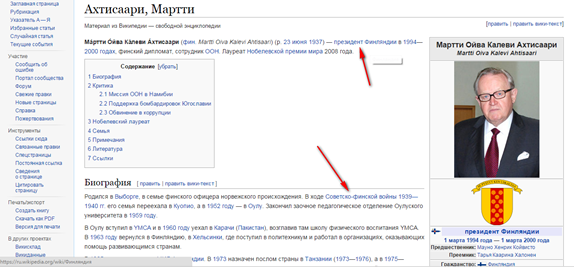 Заглавная страница
Рубрикация
Указатель А — Я
Избранные статьи
Случайная статья
Текущие события
Участие
Сообщить об ошибке
Портал сообщества
Форум
Свежие правки
Новые страницы
Справка
Пожертвования
Инструменты
Ссылки сюда
Связанные правки
Спецстраницы
Постоянная ссылка
Сведения о странице
Цитировать страницу
Печать/экспорт
Создать книгу
Скачать как PDF
Версия для печати
В других проектах
Викисклад
Викиданные
https://ru.wikipedia.org/wiki/Финляндия
Ахтисаари, Мартти
Материал из Википедии — свободной энциклопедии
[править | править вики-текст]
Мартти Ойва Калеви Ахтисаари (фин. Martti Oiva Kalevi Ahtisaari) (р. 23 июня 1937) — президент Финляндии в 1994—
2000 годах, финский дипломат, сотрудник ООН. Лауреат Нобелевской премии мира 2008 года.
Содержание [убрать]
1 Биография
2 Критика
2.1 Миссия ООН в Намибии
2.2 Поддержка бомбардировок Югославии
2.3 Обвинение в коррупции
3 Нобелевский лауреат
4 Семья
5 Примечания
6 Литература
7 Ссылки
Биография [ править | править вики-текст ]
Родился в Выборге, в семье финского офицера норвежского происхождения. В ходе Советско-финской войны 1939—
1940 гг. его семья переехала в Куопио, а в 1952 году — в Оулу. Закончил заочное педагогическое отделение Оулуского
университета в 1959 году.
В Оулу вступил в YMCA и в 1960 году уехал в Карачи (Пакистан), возглавив там школу физического воспитания YMCA.
В 1963 году вернулся в Финляндию, в Хельсинки, где поступил в политехникум и работал в организациях, оказывающих
помощь развивающимся странам.
В 1973 назначен послом страны в Танзании (1973—1976), а в 1975—
Мартти Ойва Калеви Ахтисаари
Martti Oiva Kalevi Ahtisaari
президент Финляндии
1 марта 1994 года — 1 марта 2000 года
Предшественник: Мауно Хенрик Койвисто
Преемник: Тарья Каарина Халонен
Гражданство: Финляндия